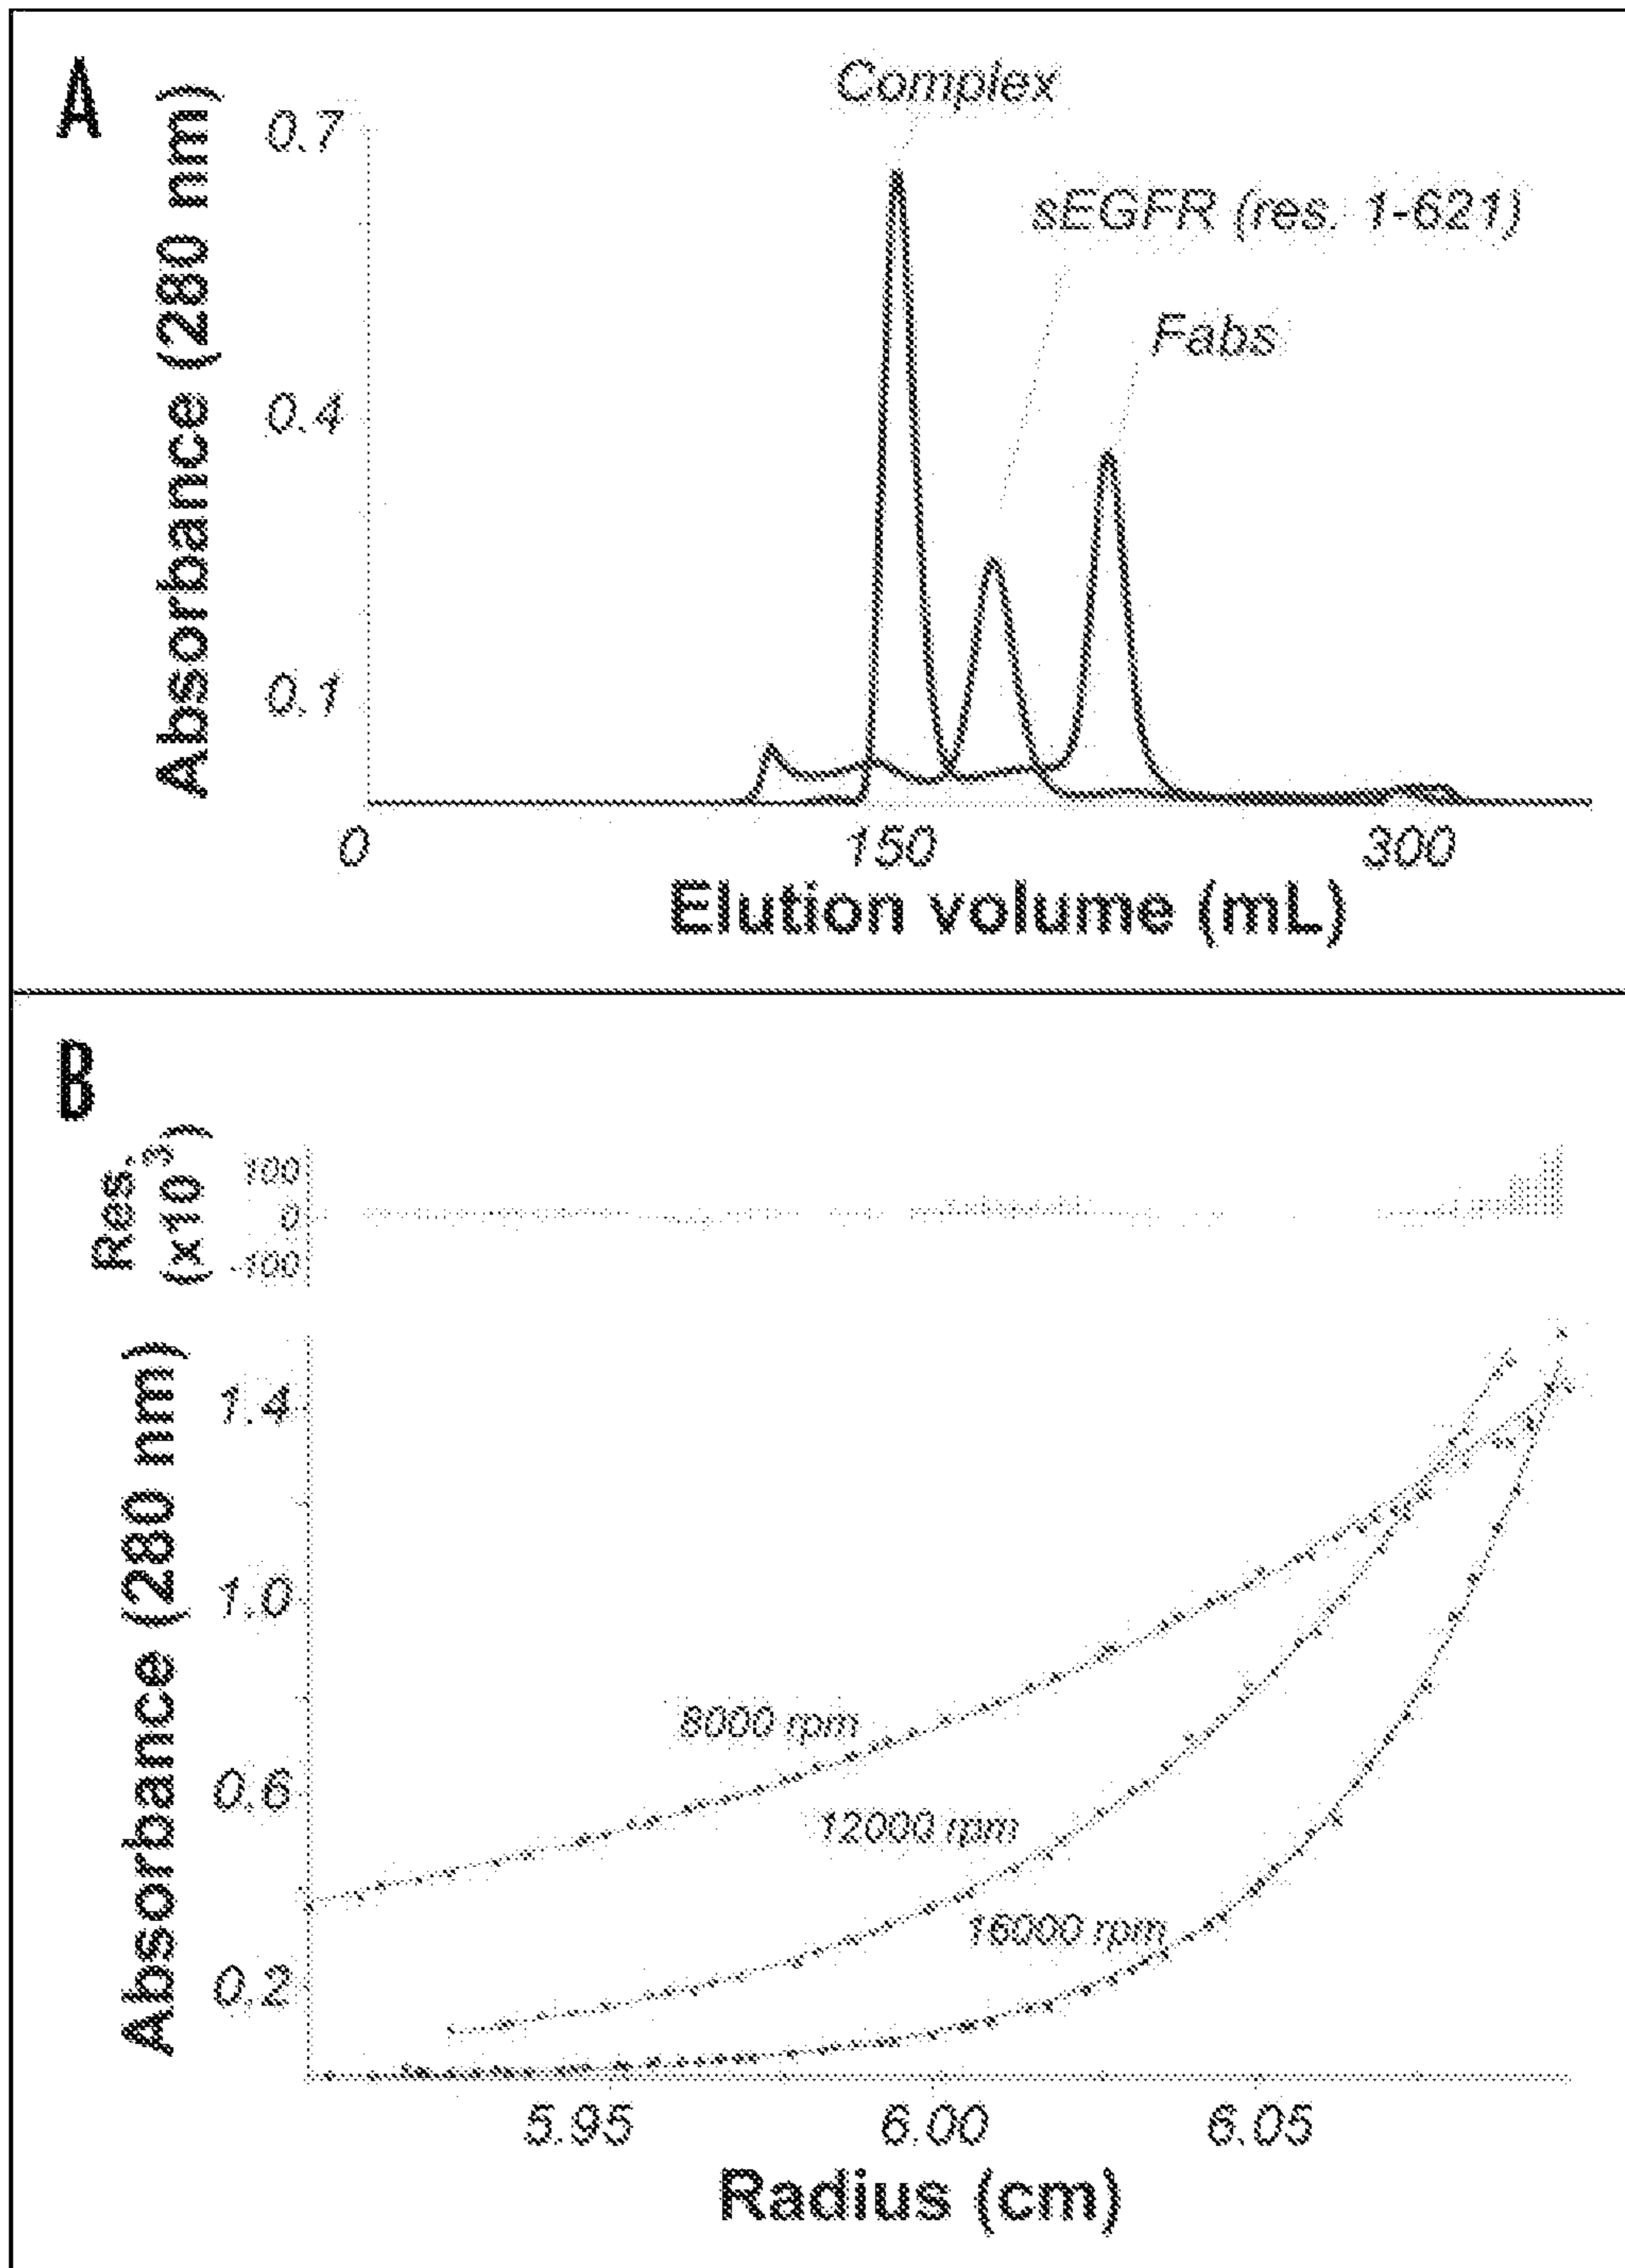 A
Absorbance (280 nm)
0.7
0.4
0.1
Complex
sEGFR (res. 1-621)
Fabs
0
150
300
Elution volume (mL)
B
Res.
(x10³)
100
0
-100
Absorbance (280 nm)
1.4
1.0
0.6
0.2
8000 rpm
12000 rpm
16000 rpm
5.95
6.00
6.05
Radius (cm)